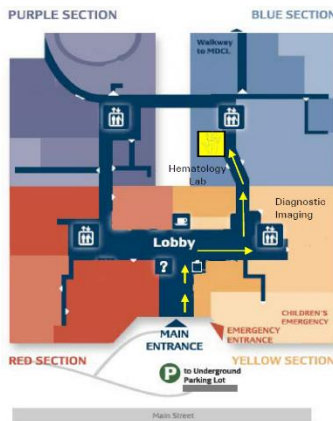 PURPLE SECTION
BLUE SECTION
Walkway
to MDCL
Hematology
Lab
Diagnostic
Imaging
Lobby
?
CHILDREN'S
EMERGENCY
MAIN
ENTRANCE
EMERGENCY
ENTRANCE
RED SECTION
YELLOW SECTION
P
to Underground
Parking Lot
Main Street